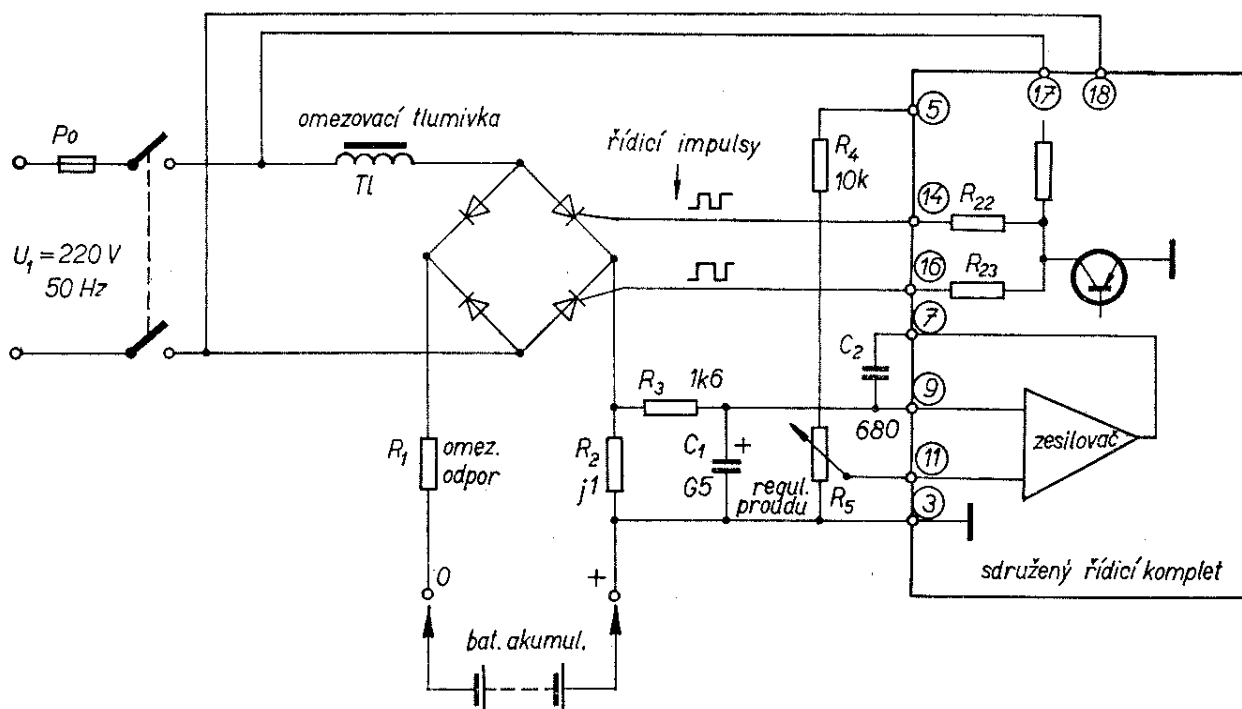 17
18
5
Po
omezovací tlumivka
Tl
řídicí impulsy
R4
10k
14
R22
U1 = 220 V
50 Hz
16
R23
7
C2
R3
1k6
9
680
R1
omez.
odpor
R2
j1
C1
+
G5
regul.
proudu
R5
11
zesilovač
3
0
+
sdružený řídicí komplet
bat. akumul.